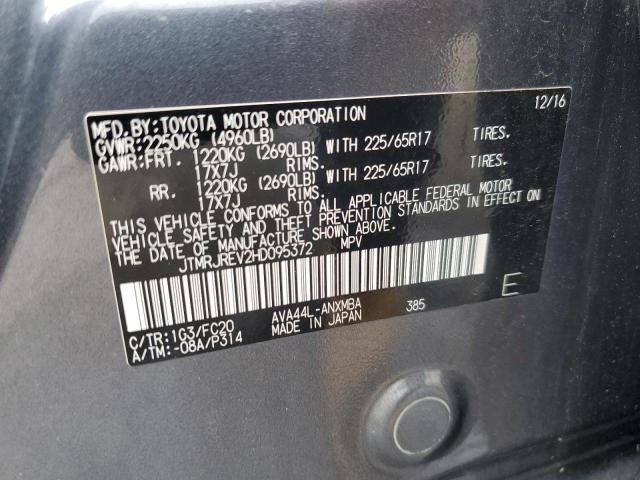 12/16
MFD.BY:TOYOTA MOTOR CORPORATION
GVWR:2250KG (4960LB)
GAWR:FRT. 1220KG (2690LB) WITH 225/65R17 TIRES.
17X7J RIMS.
RR. 1220KG (2690LB) WITH 225/65R17 TIRES.
17X7J RIMS.
THIS VEHICLE CONFORMS TO ALL APPLICABLE FEDERAL MOTOR
VEHICLE SAFETY AND THEFT PREVENTION STANDARDS IN EFFECT ON
THE DATE OF MANUFACTURE SHOWN ABOVE.
JTMRJREV2HD095372 MPV
AVA44L-ANXMBA 385
E
C/TR:1G3/FC20 MADE IN JAPAN
A/TM:-08A/P314